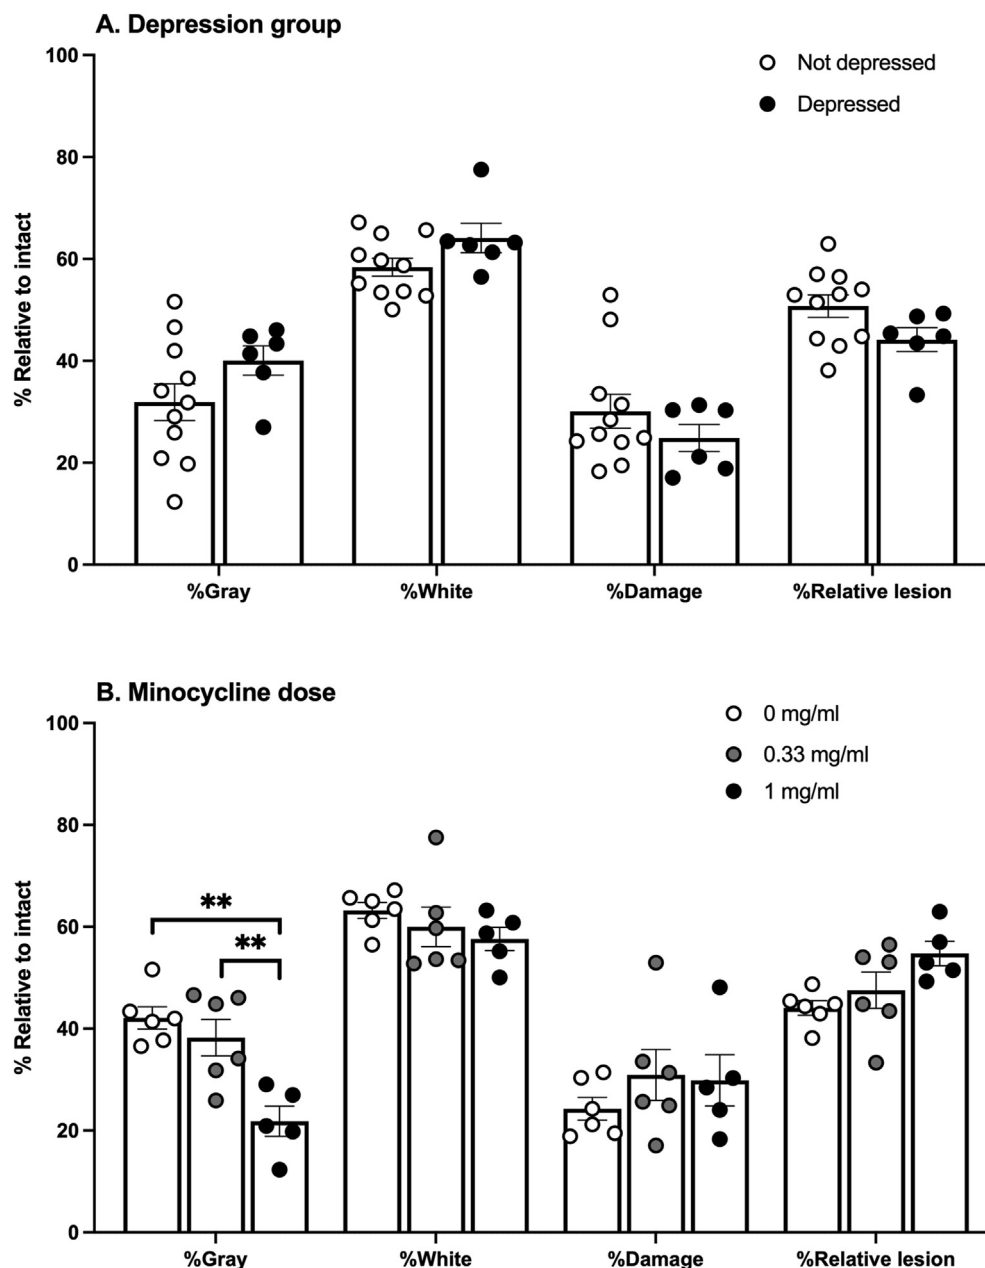 A. Depression group
100
80
60
40
20
0
% Relative to intact
Not depressed
Depressed
%Gray %White %Damage %Relative lesion
B. Minocycline dose
100
80
60
40
20
0
% Relative to intact
0 mg/ml
0.33 mg/ml
1 mg/ml
**
**
%Gray %White %Damage %Relative lesion